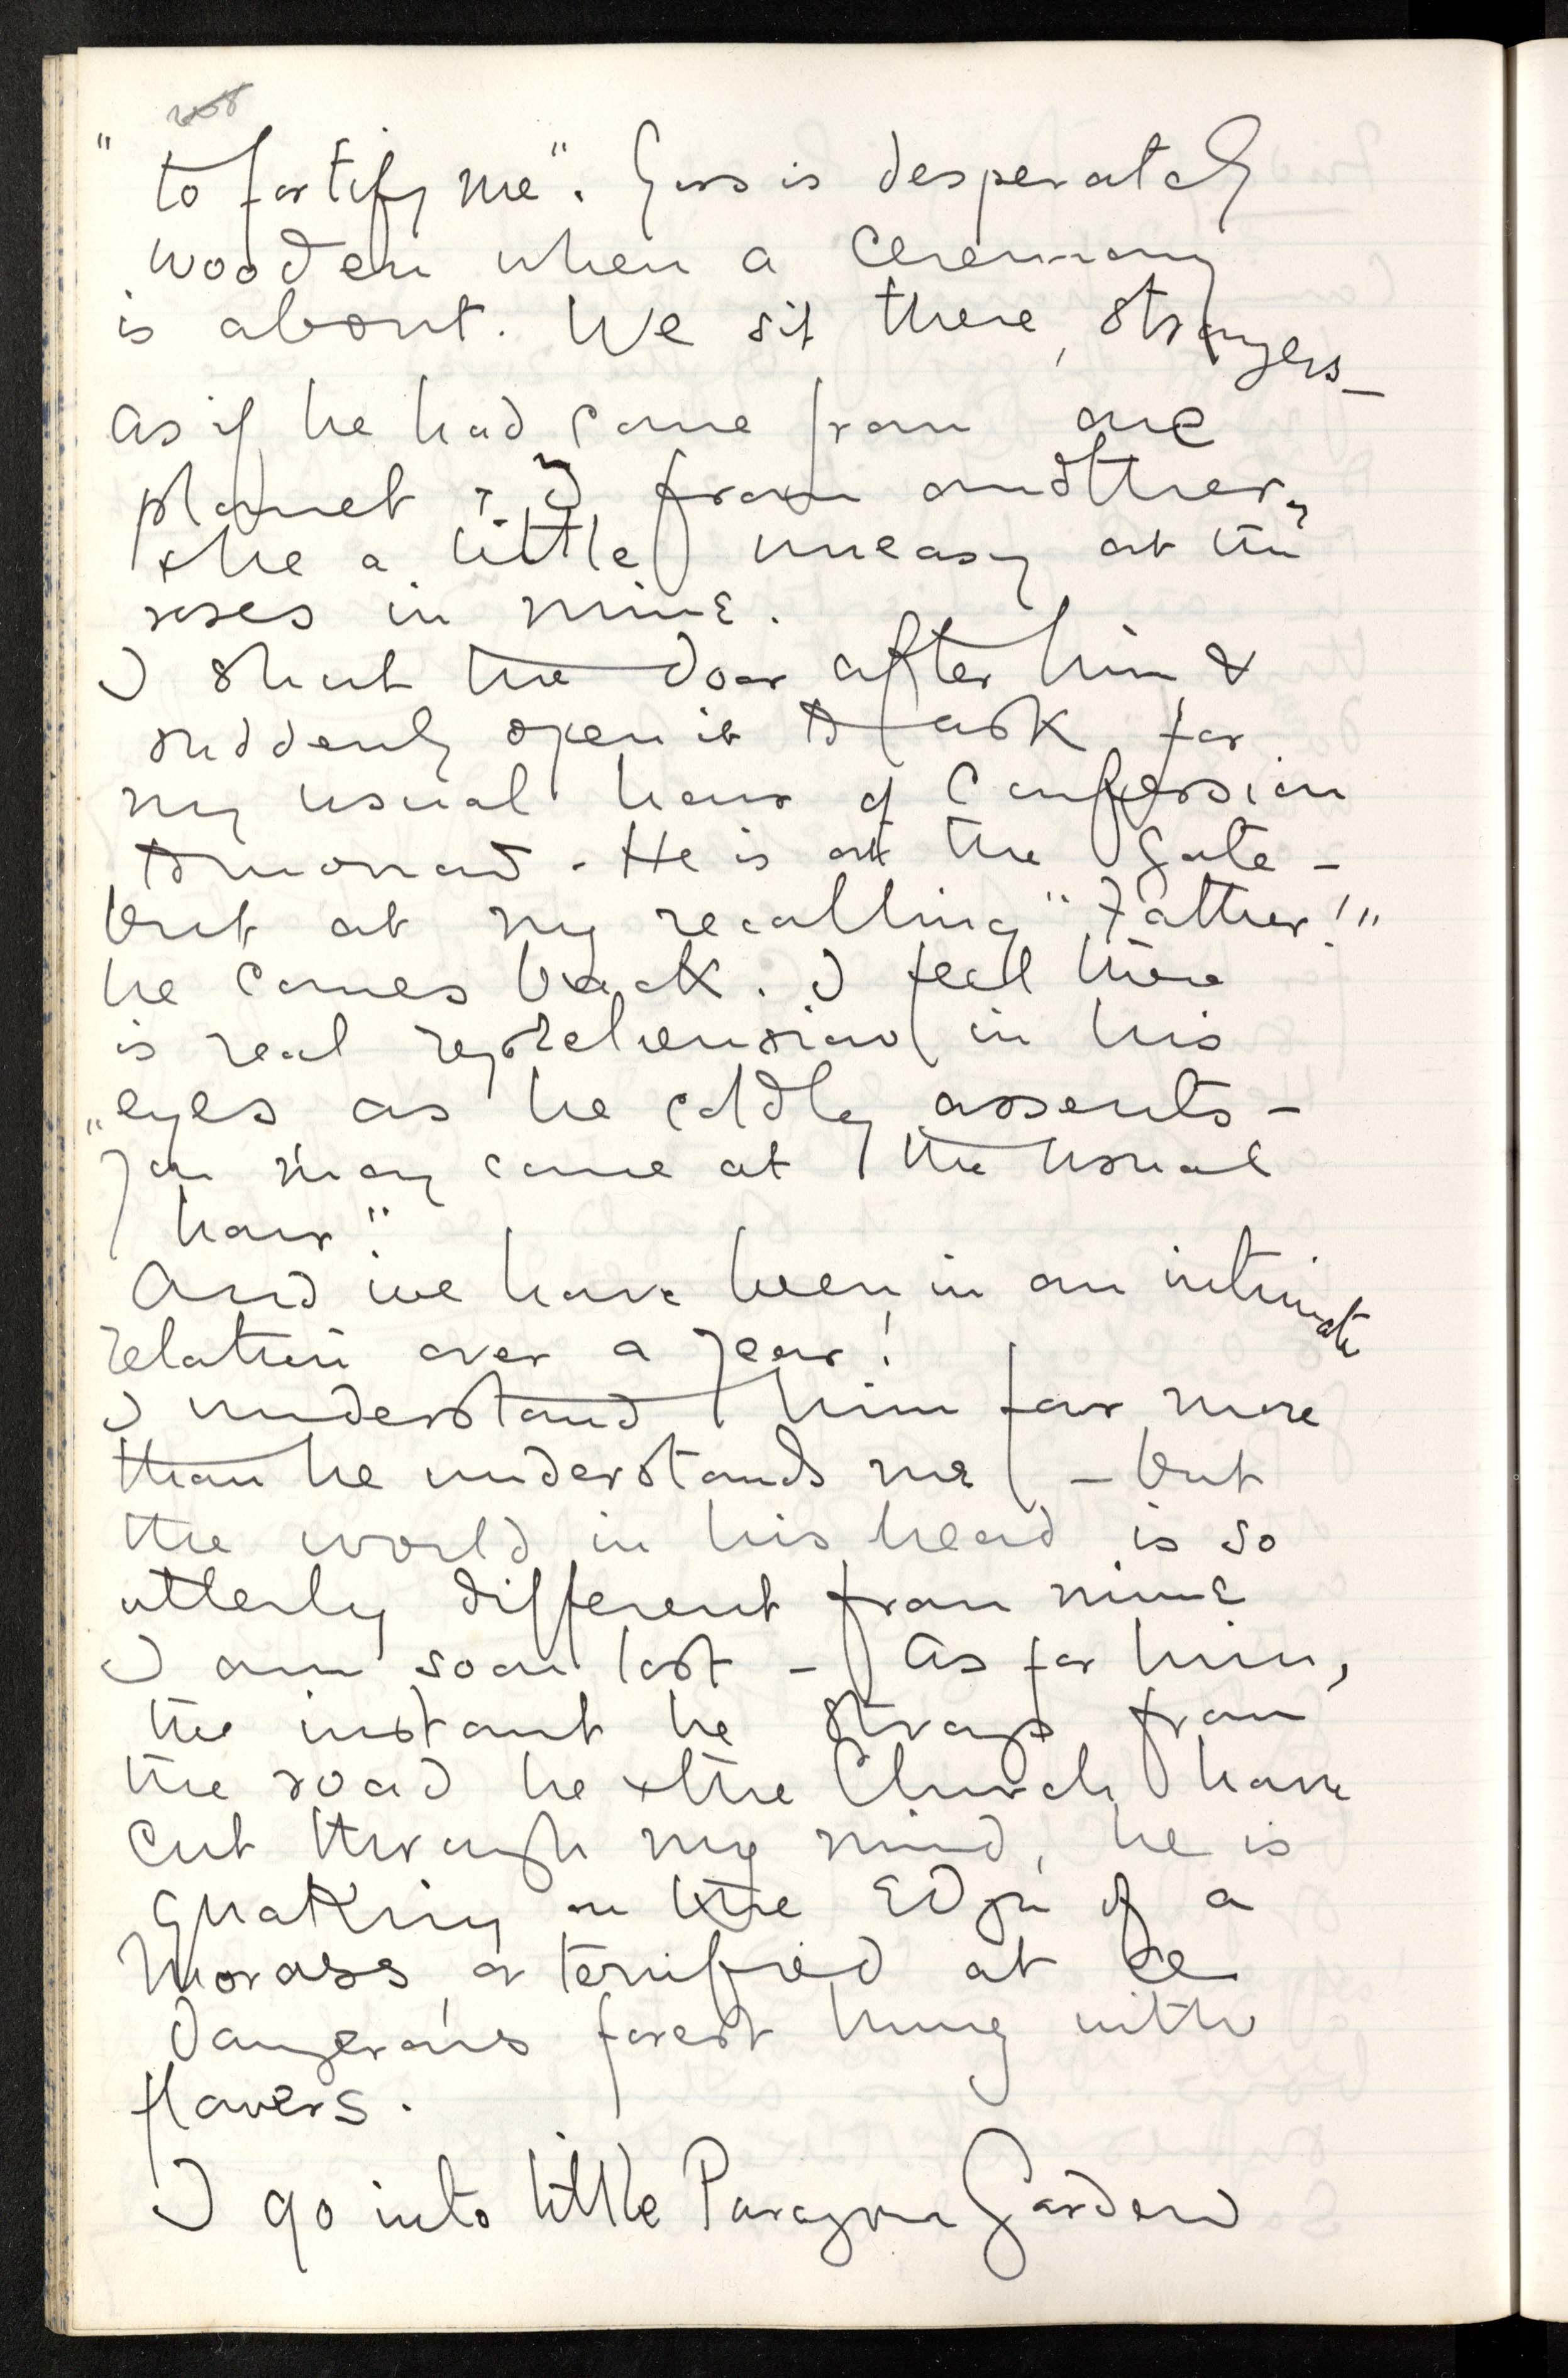 "to fortify me". Goss is desperately
wooden when a ceremony
is about. We sit there, strangers –
as if he had come from one
planet & I from another,
& he a little uneasy at the
roses in mine.
I shut the door after him &
suddenly open it to ask for
my usual hour of Confession
tomorrow. He is at the gate –
but at my recalling "Father!"
he comes back. I feel there
is real reprehension in his
eyes as he coldly assents –
"You may come at the usual
hour".
And we have been in an intimate
relation over a year!
I understand him far more
than he understands me – but
the world in his head is so
utterly different from mine
I am soon lost – As for him,
the instant he strays from
the road he & the Church have
cut through my mind, he is
quaking on the edge of a
morass, or terrified at a
dangerous forest hung with
flowers.
I go into little Paragon Garden